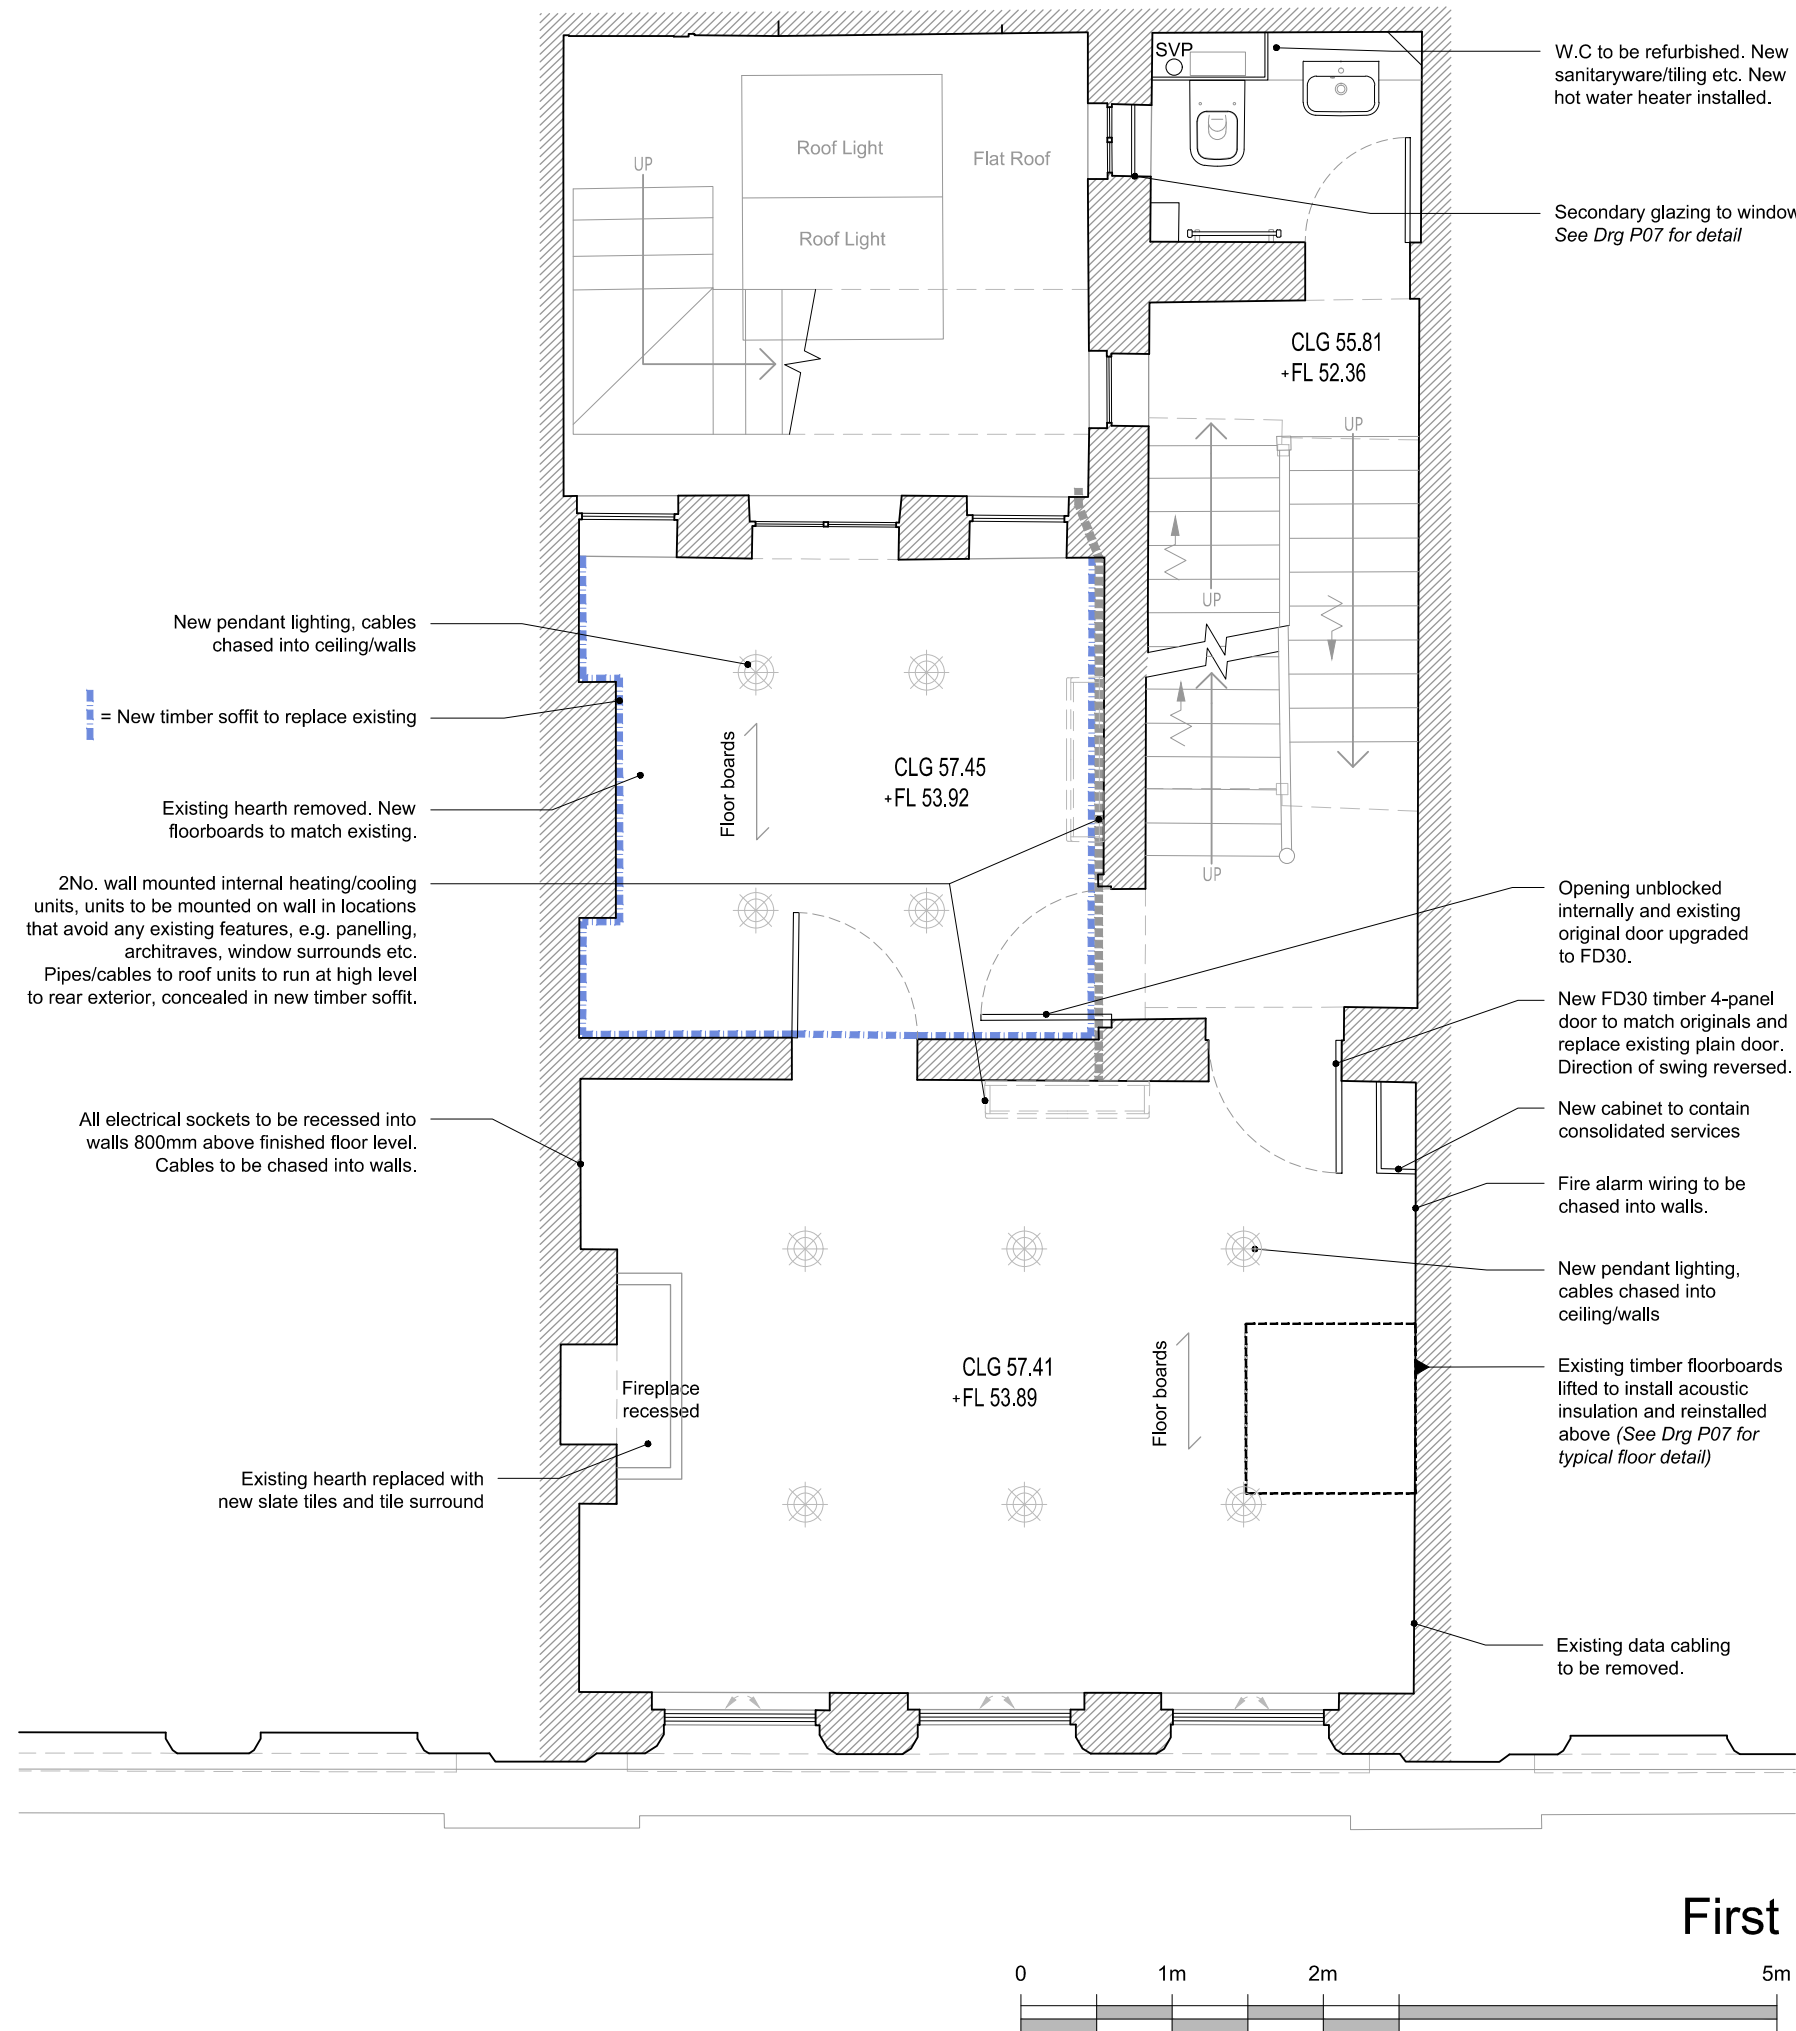 SVP
W.C to be refurbished. New
sanitaryware/tiling etc. New
hot water heater installed.
Roof Light
Flat Roof
UP
Roof Light
Secondary glazing to window
See Drg P07 for detail
CLG 55.81
+FL 52.36
UP
UP
New pendant lighting, cables
chased into ceiling/walls
= New timber soffit to replace existing
Floor boards
CLG 57.45
+FL 53.92
Existing hearth removed. New
floorboards to match existing.
UP
2No. wall mounted internal heating/cooling
units, units to be mounted on wall in locations
that avoid any existing features, e.g. panelling,
architraves, window surrounds etc.
Pipes/cables to roof units to run at high level
to rear exterior, concealed in new timber soffit.
Opening unblocked
internally and existing
original door upgraded
to FD30.
New FD30 timber 4-panel
door to match originals and
replace existing plain door.
Direction of swing reversed.
All electrical sockets to be recessed into
walls 800mm above finished floor level.
Cables to be chased into walls.
New cabinet to contain
consolidated services
Fire alarm wiring to be
chased into walls.
New pendant lighting,
cables chased into
ceiling/walls
Fireplace
recessed
CLG 57.41
+FL 53.89
Floor boards
Existing timber floorboards
lifted to install acoustic
insulation and reinstalled
above (See Drg P07 for
typical floor detail)
Existing hearth replaced with
new slate tiles and tile surround
Existing data cabling
to be removed.
First
0 1m 2m 5m